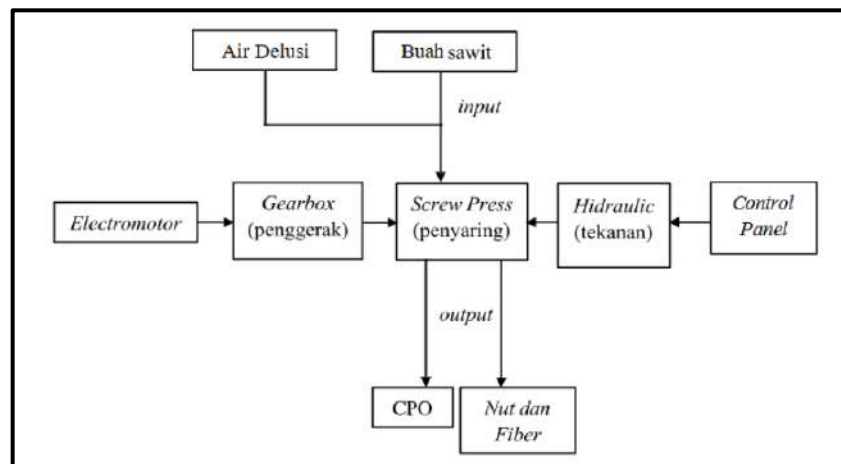 Air Delusi
Buah sawit
input
Electromotor
Gearbox
(penggerak)
Screw Press
(penyaring)
Hidraulic
(tekanan)
Control
Panel
output
CPO
Nut dan
Fiber